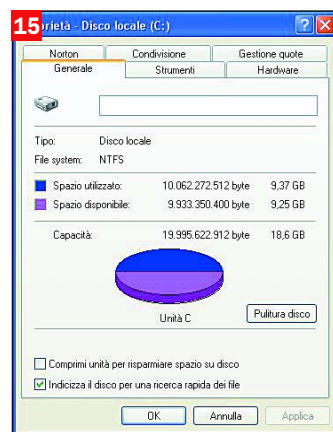 15
rietà - Disco locale (C:)
Norton Condivisione Gestione quote
Generale Strumenti Hardware
Tipo: Disco locale
File system: NTFS
Spazio utilizzato: 10.062.272.512 byte 9,37 GB
Spazio disponibile: 9.933.350.400 byte 9,25 GB
Capacità: 19.995.622.912 byte 18,6 GB
Unità C
Pulitura disco
Comprimi unità per risparmiare spazio su disco
Indicizza il disco per una ricerca rapida dei file
OK Annulla Applica